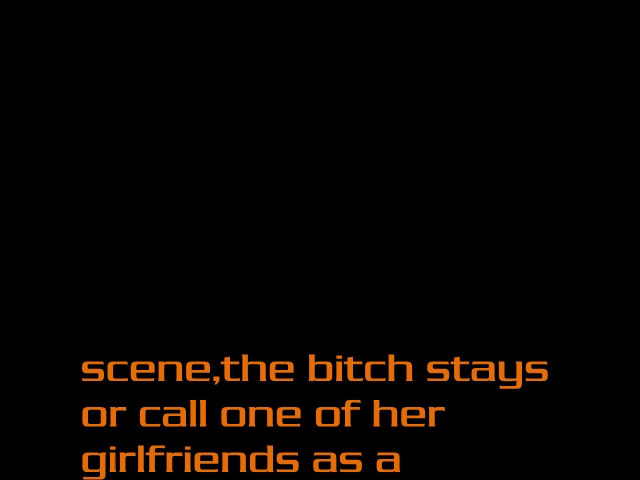 scene,the bitch stays
or call one of her
girlfriends as a